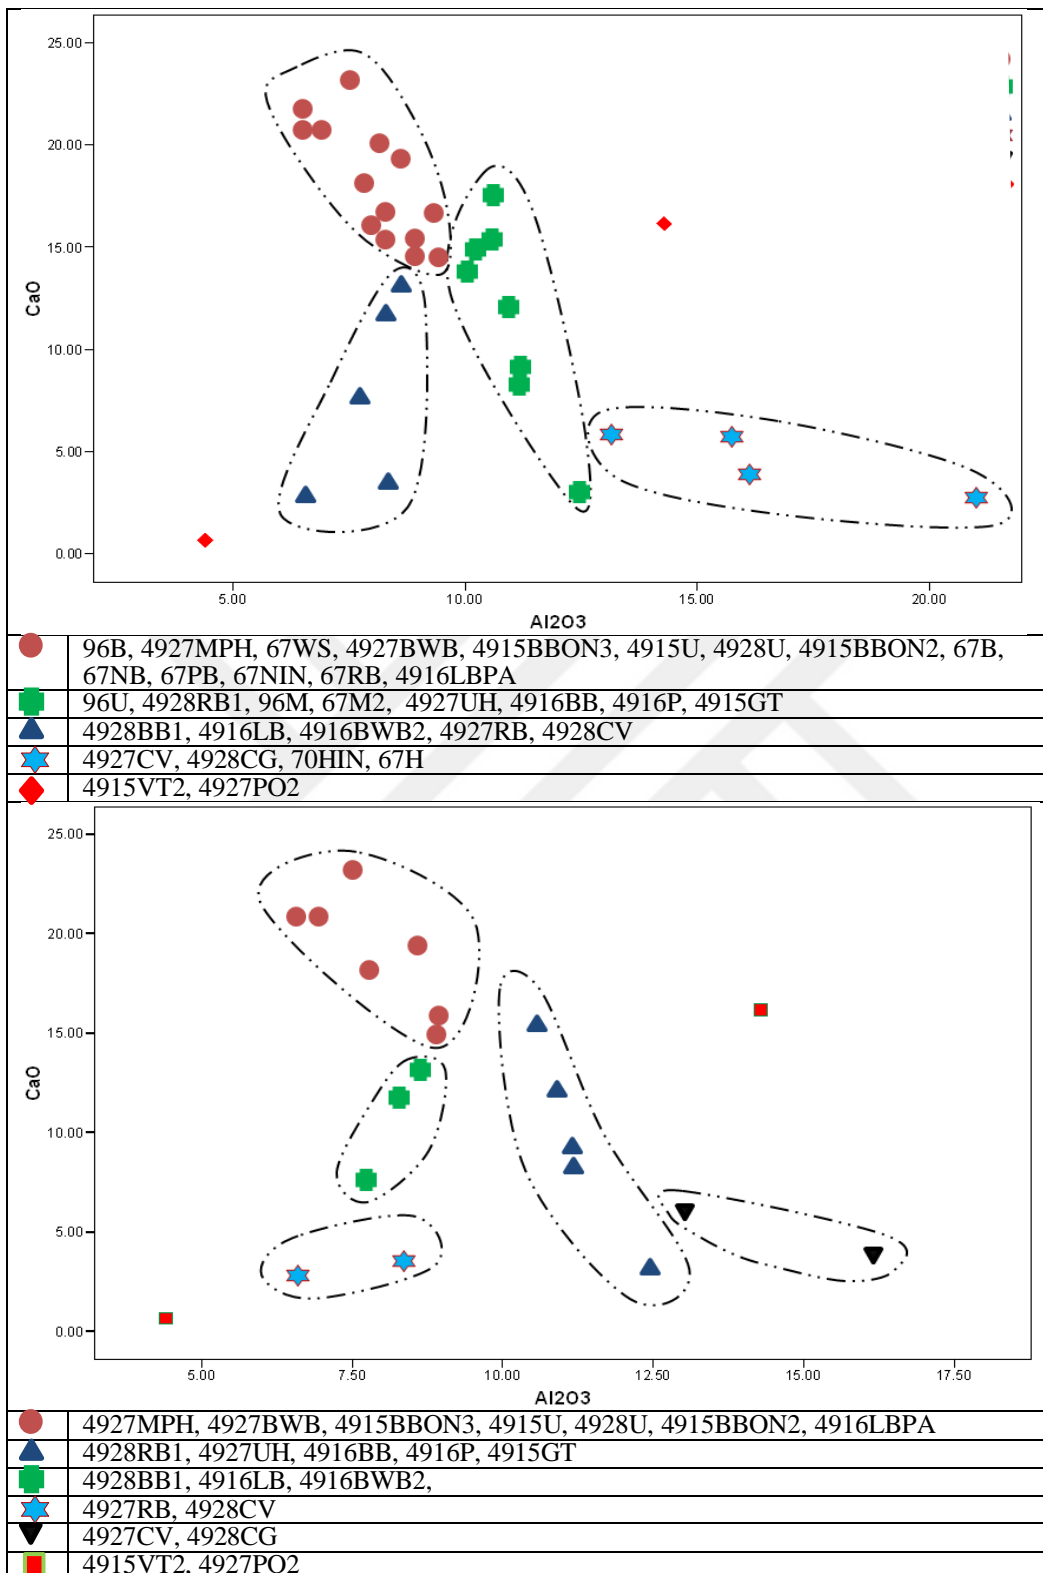 25.00
20.00
15.00
10.00
5.00
0.00
CaO
5.00 10.00 15.00 20.00
Al2O3
96B, 4927MPH, 67WS, 4927BWB, 4915BBON3, 4915U, 4928U, 4915BBON2, 67B,
67NB, 67PB, 67NIN, 67RB, 4916LBPA
96U, 4928RB1, 96M, 67M2, 4927UH, 4916BB, 4916P, 4915GT
4928BB1, 4916LB, 4916BWB2, 4927RB, 4928CV
4927CV, 4928CG, 70HIN, 67H
4915VT2, 4927PO2
25.00
20.00
15.00
10.00
5.00
0.00
CaO
5.00 7.50 10.00 12.50 15.00 17.50
Al2O3
4927MPH, 4927BWB, 4915BBON3, 4915U, 4928U, 4915BBON2, 4916LBPA
4928RB1, 4927UH, 4916BB, 4916P, 4915GT
4928BB1, 4916LB, 4916BWB2,
4927RB, 4928CV
4927CV, 4928CG
4915VT2, 4927PO2